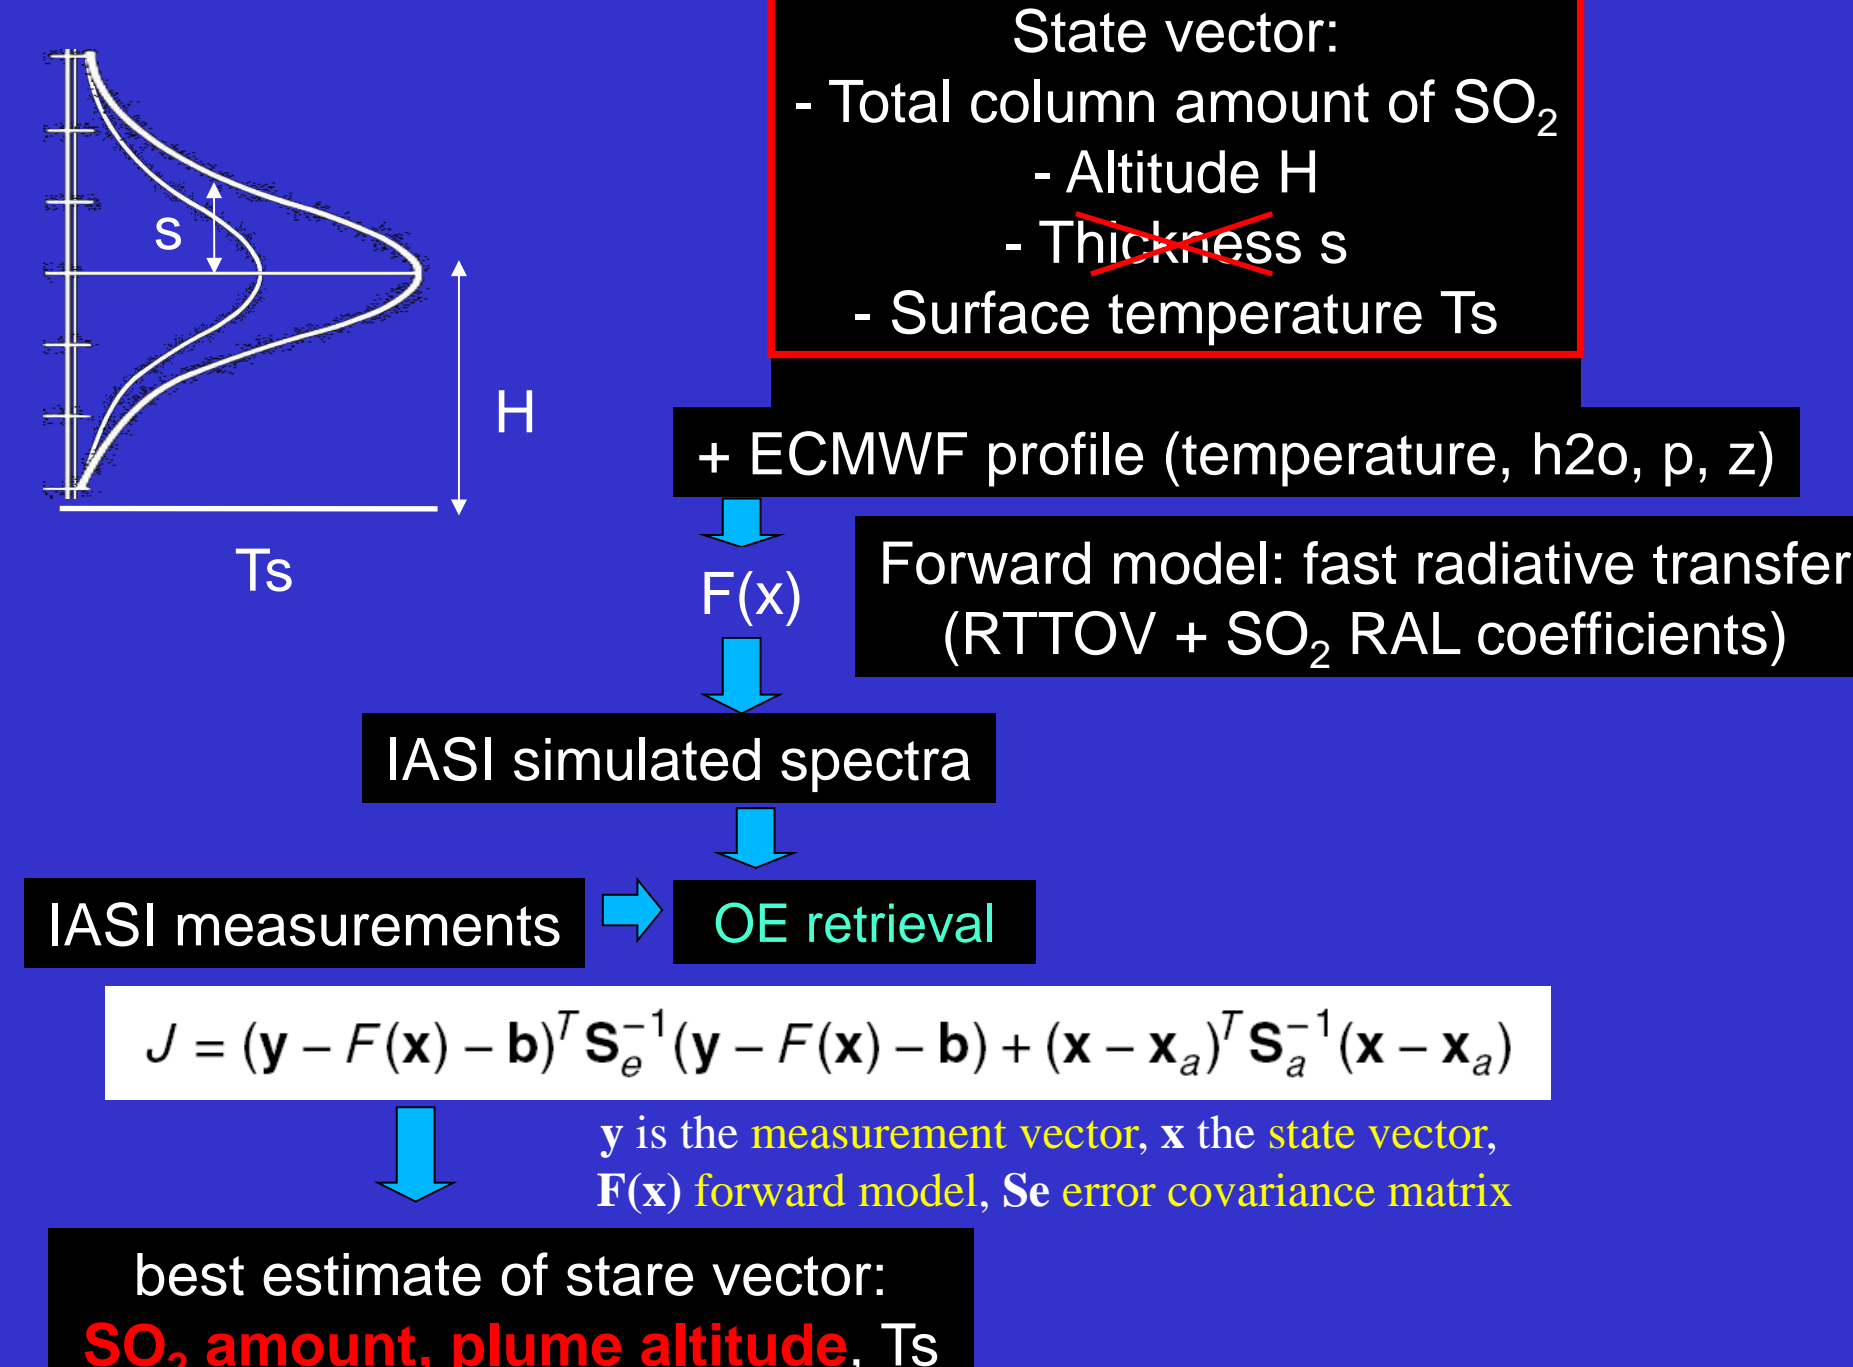 State vector:
- Total column amount of SO₂
- Altitude H
- Thickness s
- Surface temperature Ts
s
H
Ts
+ ECMWF profile (temperature, h2o, p, z)
F(x)
Forward model: fast radiative transfer
(RTTOV + SO₂ RAL coefficients)
IASI simulated spectra
IASI measurements
OE retrieval
J = (y – F(x) – b)ᵀ Sₑ⁻¹ (y – F(x) – b) + (x – xₐ)ᵀ Sₐ⁻¹ (x – xₐ)
y is the measurement vector, x the state vector,
F(x) forward model, Se error covariance matrix
best estimate of stare vector:
SO₂ amount, plume altitude, Ts